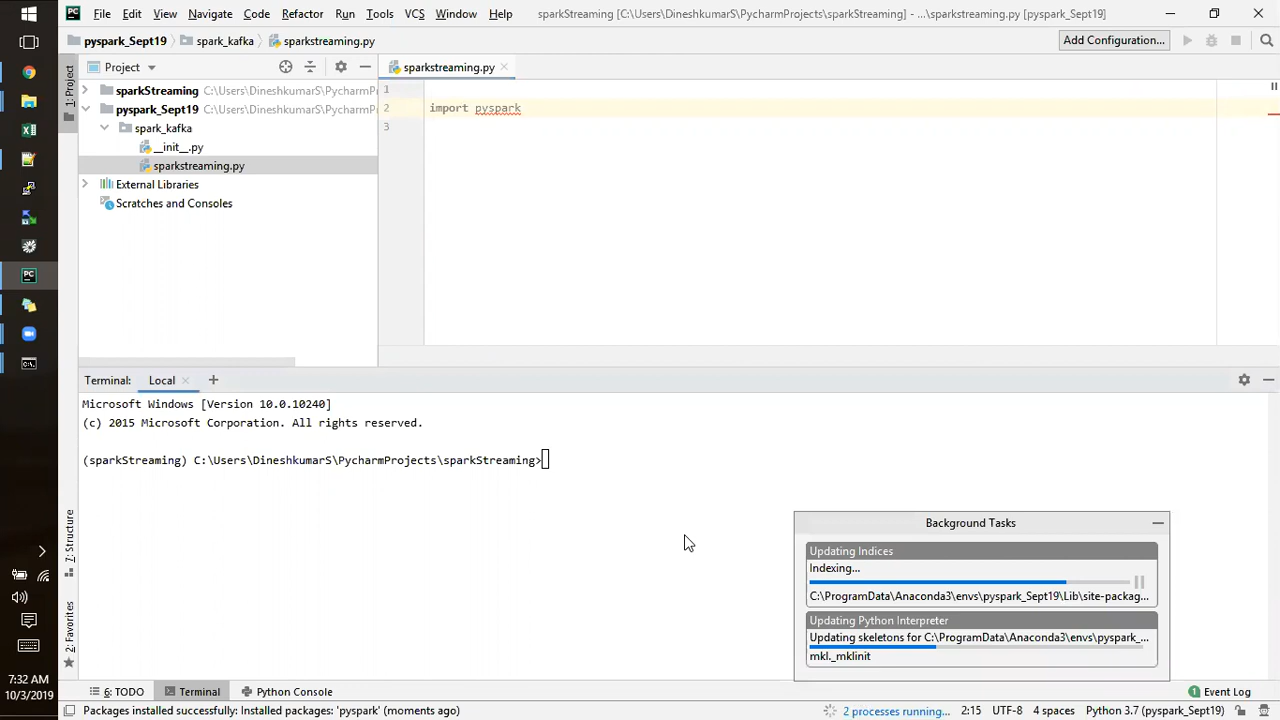 File Edit View Navigate Code Refactor Run Tools VCS Window Help sparkStreaming [C:\Users\DineshkumarS\PycharmProjects\sparkStreaming] - ...\sparkstreaming.py [pyspark_Sept19]
pyspark_Sept19 spark_kafka sparkstreaming.py Add Configuration...
1: Project
Project
sparkstreaming.py
sparkStreaming C:\Users\DineshkumarS\PycharmP
pyspark_Sept19 C:\Users\DineshkumarS\PycharmP
spark_kafka
__init__.py
sparkstreaming.py
External Libraries
Scratches and Consoles
1
2 import pyspark
3
Terminal: Local
Microsoft Windows [Version 10.0.10240]
(c) 2015 Microsoft Corporation. All rights reserved.
(sparkStreaming) C:\Users\DineshkumarS\PycharmProjects\sparkStreaming>
Background Tasks
Updating Indices
Indexing...
C:\ProgramData\Anaconda3\envs\pyspark_Sept19\Lib\site-packag...
Updating Python Interpreter
Updating skeletons for C:\ProgramData\Anaconda3\envs\pyspark_...
mkl._mklinit
7: Structure
2: Favorites
6: TODO Terminal Python Console Event Log
Packages installed successfully: Installed packages: 'pyspark' (moments ago) 2 processes running... 2:15 UTF-8 4 spaces Python 3.7 (pyspark_Sept19)
7:32 AM
10/3/2019